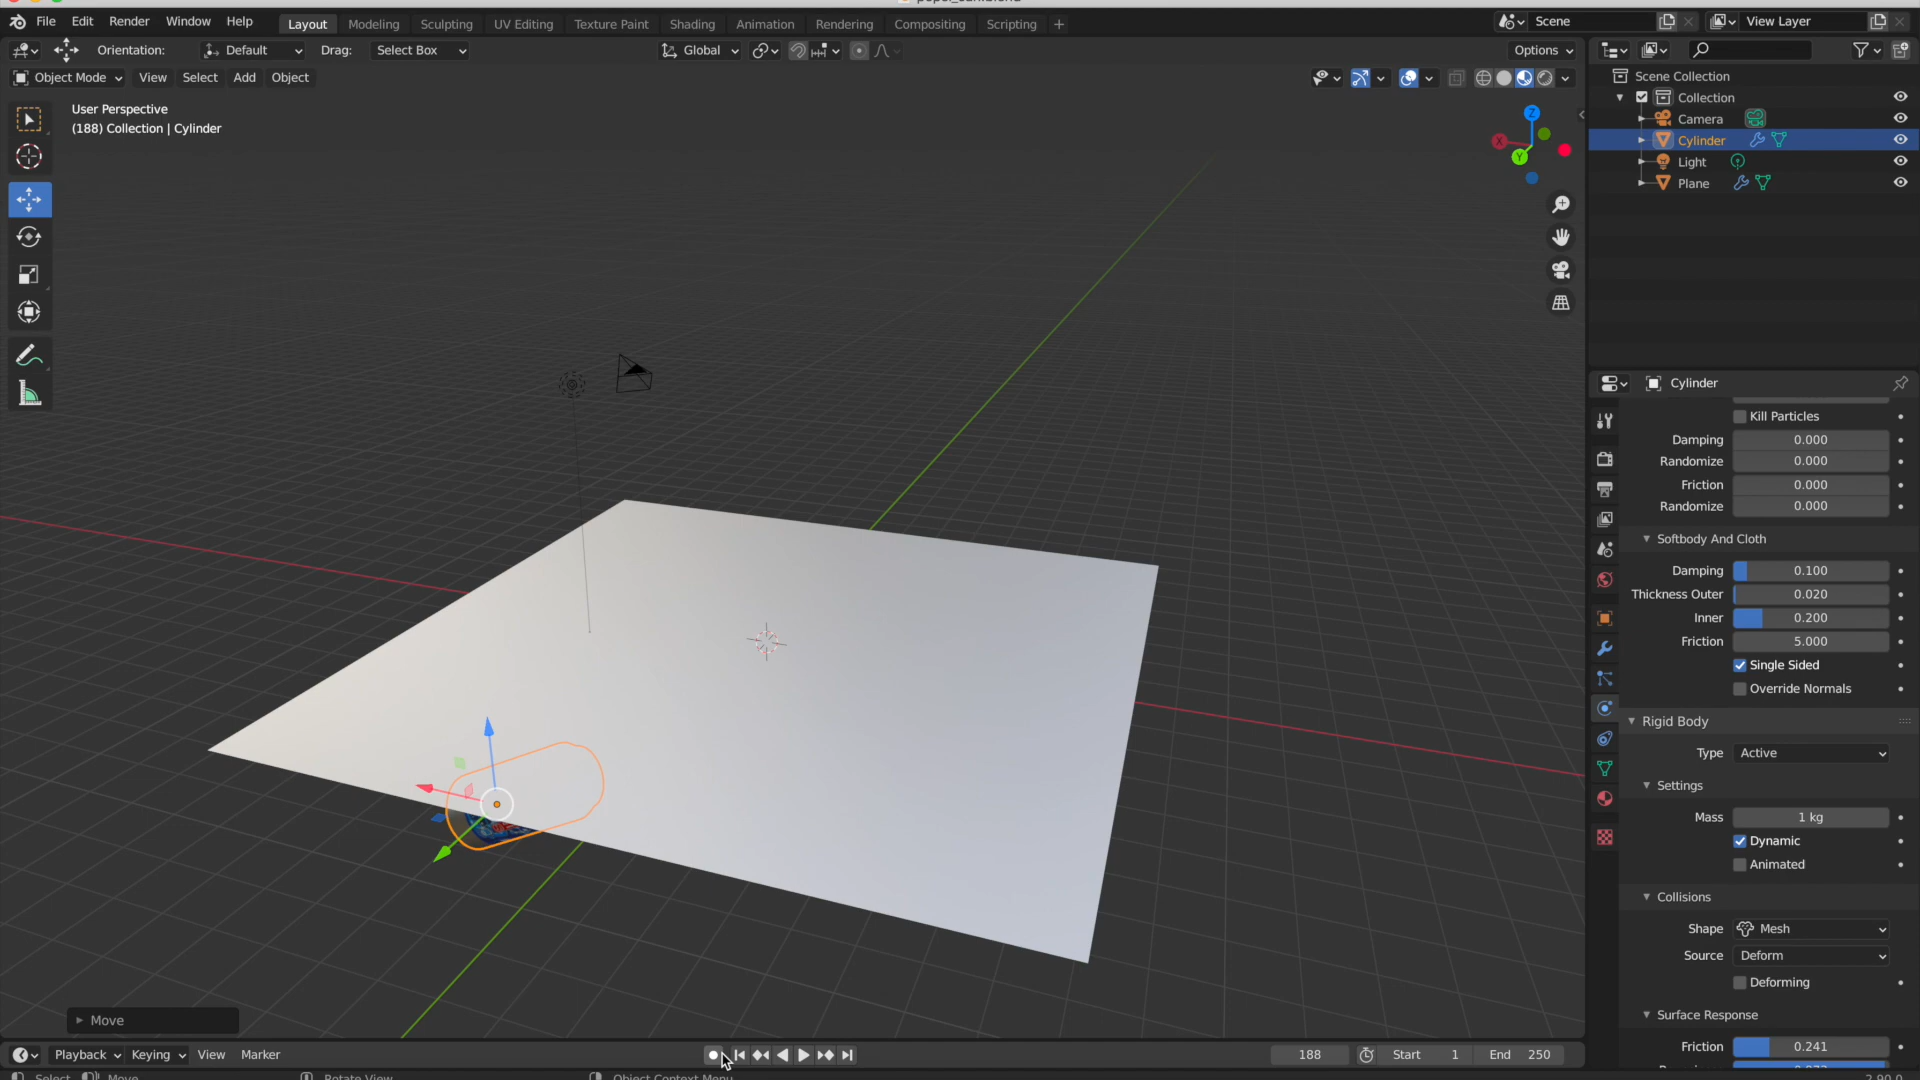 File Edit Render Window Help Layout Modeling Sculpting UV Editing Texture Paint Shading Animation Rendering Compositing Scripting + Scene View Layer
Orientation: Default Drag: Select Box Global Options
Object Mode View Select Add Object
User Perspective
(188) Collection | Cylinder
Z
X
Y
Scene Collection
Collection
Camera
Cylinder
Light
Plane
Cylinder
Kill Particles
Damping 0.000
Randomize 0.000
Friction 0.000
Randomize 0.000
Softbody And Cloth
Damping 0.100
Thickness Outer 0.020
Inner 0.200
Friction 5.000
Single Sided
Override Normals
Rigid Body
Type Active
Settings
Mass 1 kg
Dynamic
Animated
Collisions
Shape Mesh
Source Deform
Deforming
Surface Response
Friction 0.241
Move
Playback Keying View Marker 188 Start 1 End 250
Select Move Rotate View Object Context Menu 2.90.0